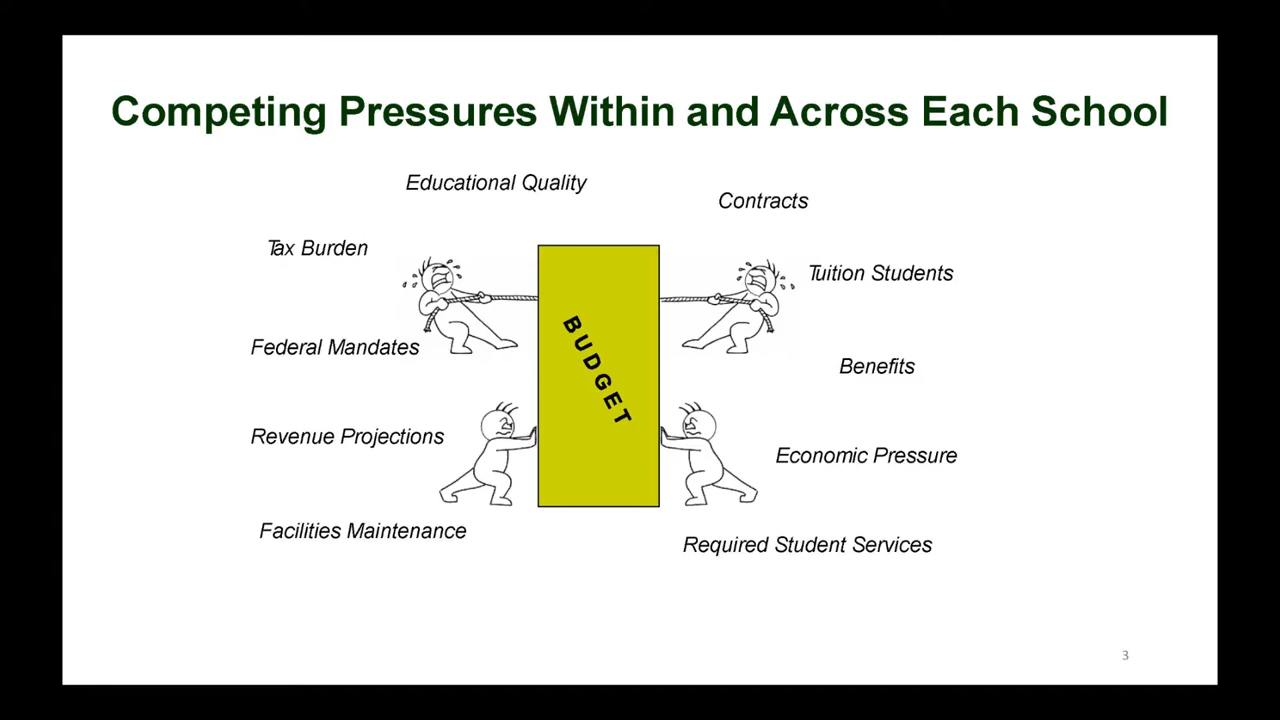 Competing Pressures Within and Across Each School
Educational Quality
Contracts
Tax Burden
Tuition Students
Federal Mandates
Benefits
BUDGET
Revenue Projections
Economic Pressure
Facilities Maintenance
Required Student Services
3